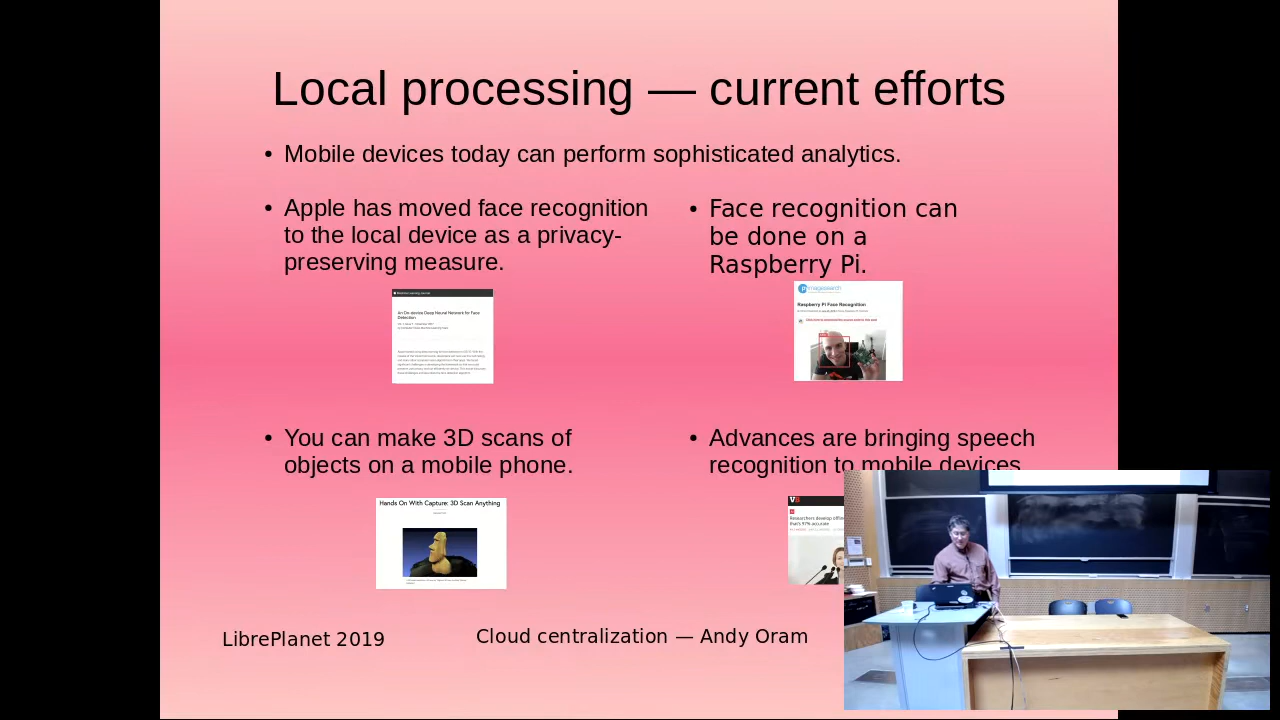 Local processing — current efforts
• Mobile devices today can perform sophisticated analytics.
• Apple has moved face recognition
to the local device as a privacy-
preserving measure.
An On-device Deep Neural Network for Face
Detection
• Face recognition can
be done on a
Raspberry Pi.
pyimagesearch
Raspberry Pi Face Recognition
• You can make 3D scans of
objects on a mobile phone.
Hands On With Capture: 3D Scan Anything
• Advances are bringing speech
recognition to mobile devices
VB
Researchers develop offli
that's 97% accurate
LibrePlanet 2019
Cloud centralization — Andy Oram